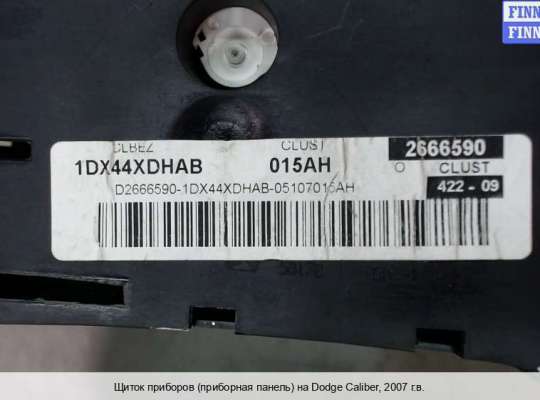 FINN
FINN
CLBEZ CLUST 2666590
1DX44XDHAB 015AH O CLUST
D2666590-1DX44XDHAB-05107015AH 422-09
Щиток приборов (приборная панель) на Dodge Caliber, 2007 г.в.